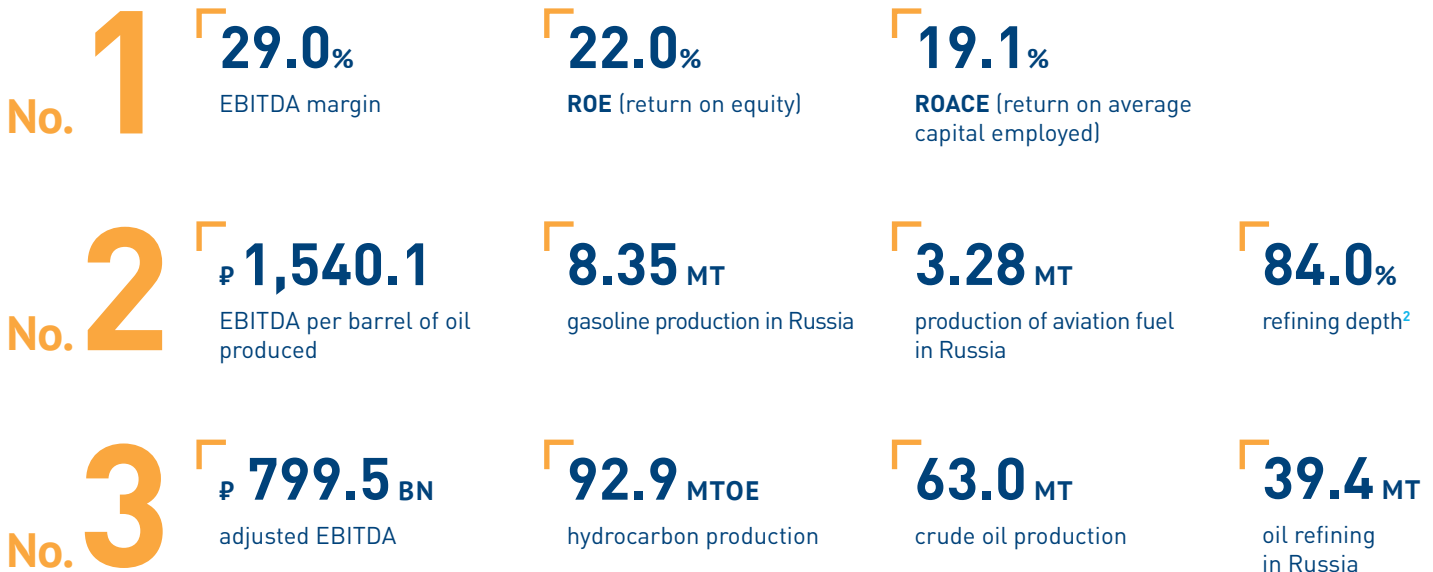 No. 1
29.0%
EBITDA margin
22.0%
ROE (return on equity)
19.1%
ROACE (return on average
capital employed)
No. 2
₽ 1,540.1
EBITDA per barrel of oil
produced
8.35 MT
gasoline production in Russia
3.28 MT
production of aviation fuel
in Russia
84.0%
refining depth²
No. 3
₽ 799.5 BN
adjusted EBITDA
92.9 MTOE
hydrocarbon production
63.0 MT
crude oil production
39.4 MT
oil refining
in Russia